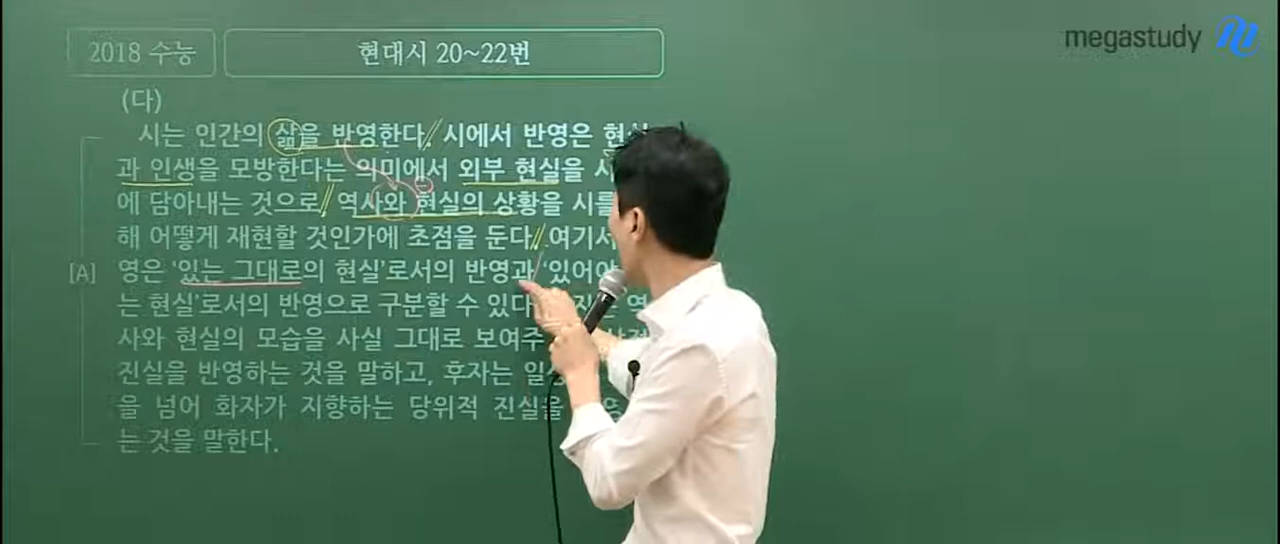 2018 수능
현대시 20~22번
megastudy
(다)
시는 인간의 삶을 반영한다. 시에서 반영은
과 인생을 모방한다는 의미에서 외부 현실을
에 담아내는 것으로 역사와 현실의 상황을 시를
해 어떻게 재현할 것인가에 초점을 둔다. 여기서
[A] 영은 '있는 그대로의 현실'로서의 반영과 '있어야
는 현실'로서의 반영으로 구분할 수 있다
사와 현실의 모습을 사실 그대로 보여주
진실을 반영하는 것을 말하고, 후자는
을 넘어 화자가 지향하는 당위적 진실을
는 것을 말한다.